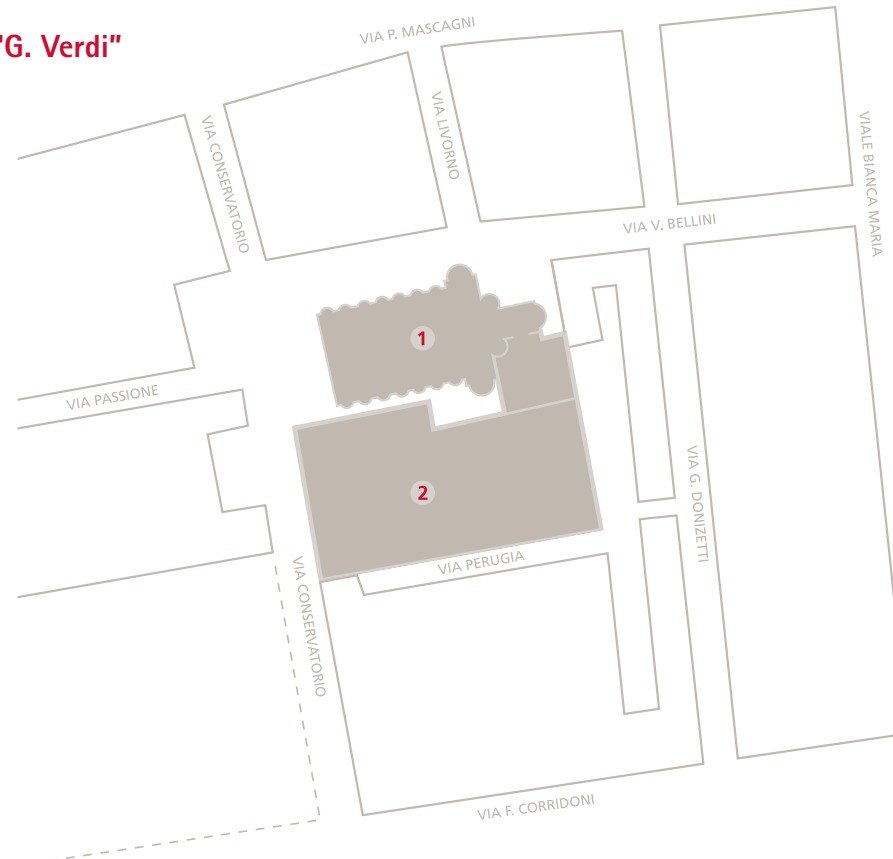 "G. Verdi"
VIA P. MASCAGNI
VIA LIVORNO
VIA CONSERVATORIO
VIALE BIANCA MARIA
VIA V. BELLINI
1
VIA PASSIONE
2
VIA G. DONIZETTI
VIA PERUGIA
VIA CONSERVATORIO
VIA F. CORRIDONI